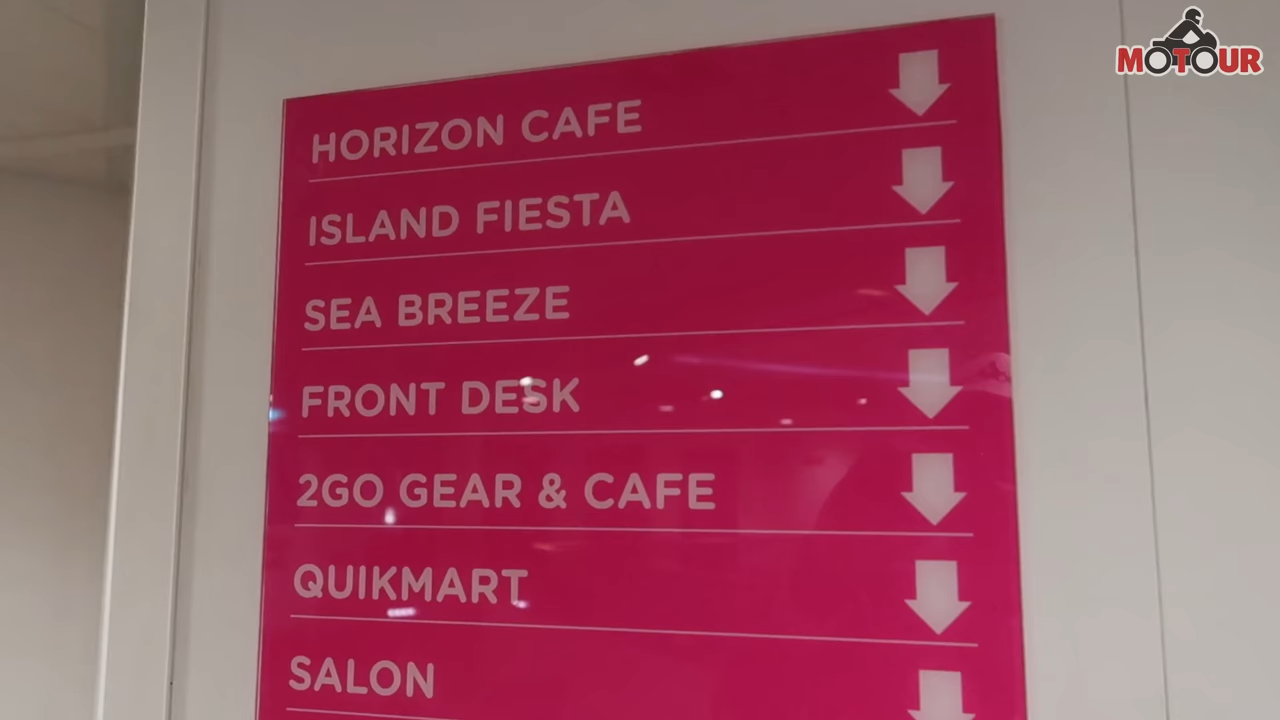 MOTOUR
HORIZON CAFE
ISLAND FIESTA
SEA BREEZE
FRONT DESK
2GO GEAR & CAFE
QUIKMART
SALON